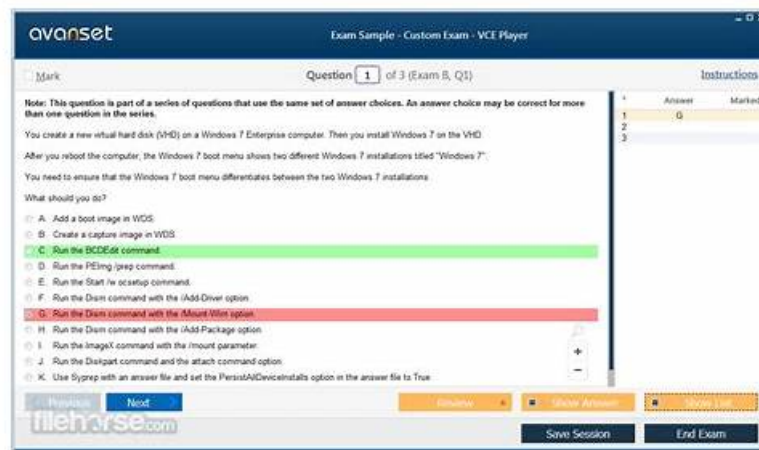 avanset
Exam Sample - Custom Exam - VCE Player
Mark
Question 1 of 3 (Exam B, Q1)
Instructions
Note: This question is part of a series of questions that use the same set of answer choices. An answer choice may be correct for more
than one question in the series.
You create a new virtual hard disk (VHD) on a Windows 7 Enterprise computer. Then you install Windows 7 on the VHD.
After you reboot the computer, the Windows 7 boot menu shows two different Windows 7 installations titled "Windows 7".
You need to ensure that the Windows 7 boot menu differentiates between the two Windows 7 installations.
What should you do?
A. Add a boot image in WDS.
B. Create a capture image in WDS.
C. Run the BCDEdit command.
D. Run the PEImg /prep command.
E. Run the Start /w ocsetup command.
F. Run the Dism command with the /Add-Driver option.
G. Run the Dism command with the /Mount-Wim option.
H. Run the Dism command with the /Add-Package option.
I. Run the ImageX command with the /mount parameter.
J. Run the Diskpart command and the attach command option.
K. Use Sysprep with an answer file and set the PersistAllDeviceInstalls option in the answer file to True
Answer Marked
1 G
2
3
+
-
Previous
Next
Review
Show Answer
Show List
filehorse.com
Save Session
End Exam